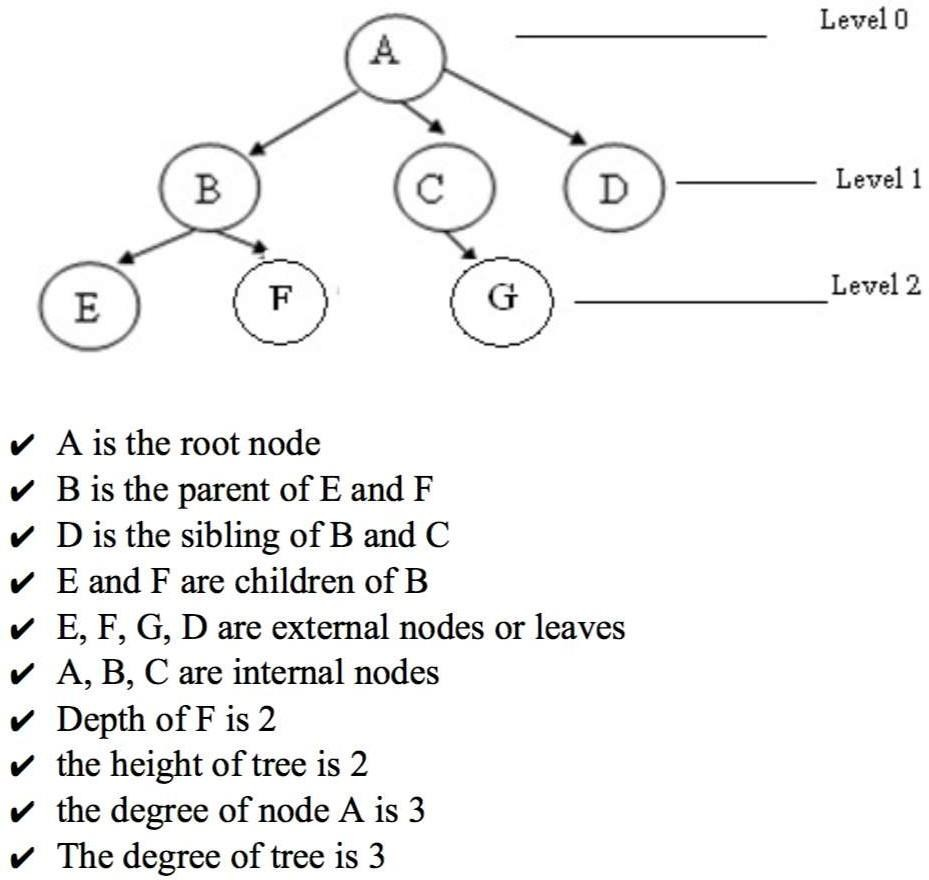 A
Level 0
B
C
D
Level 1
E
F
G
Level 2
✔ A is the root node
✔ B is the parent of E and F
✔ D is the sibling of B and C
✔ E and F are children of B
✔ E, F, G, D are external nodes or leaves
✔ A, B, C are internal nodes
✔ Depth of F is 2
✔ the height of tree is 2
✔ the degree of node A is 3
✔ The degree of tree is 3